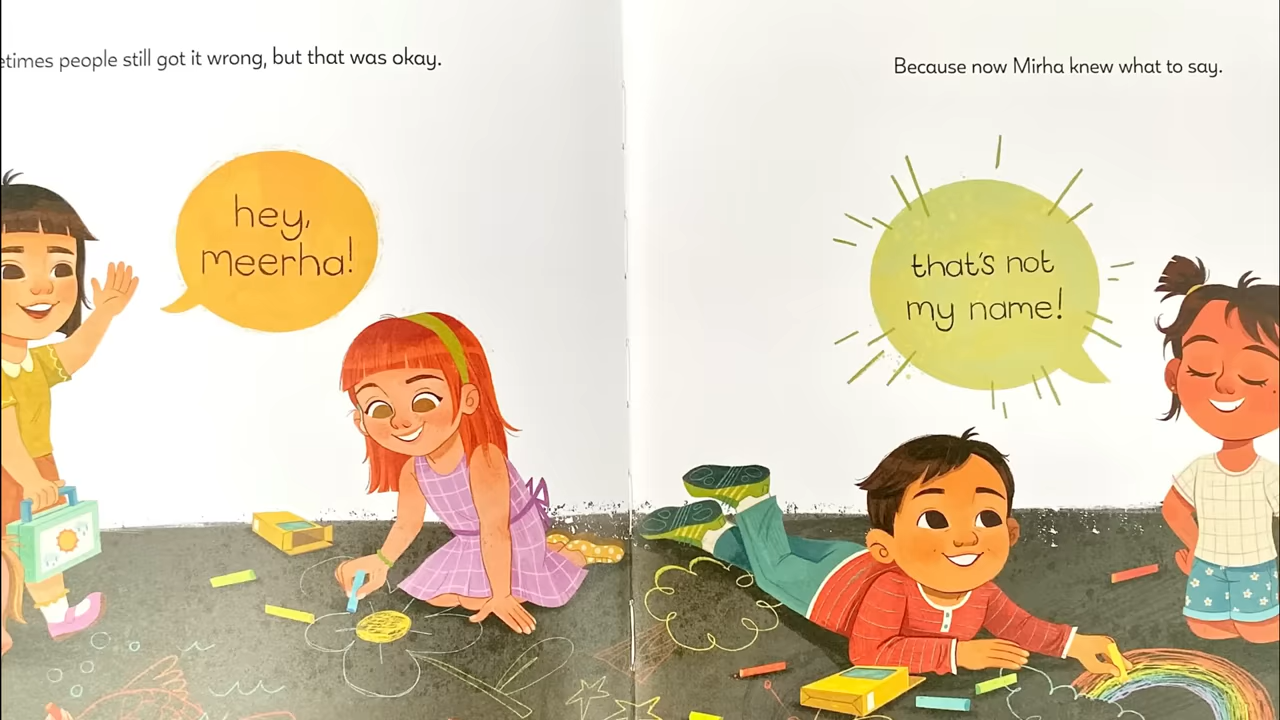 people still got it wrong, but that was okay.
hey,
meerha!
Because now Mirha knew what to say.
that's not
my name!